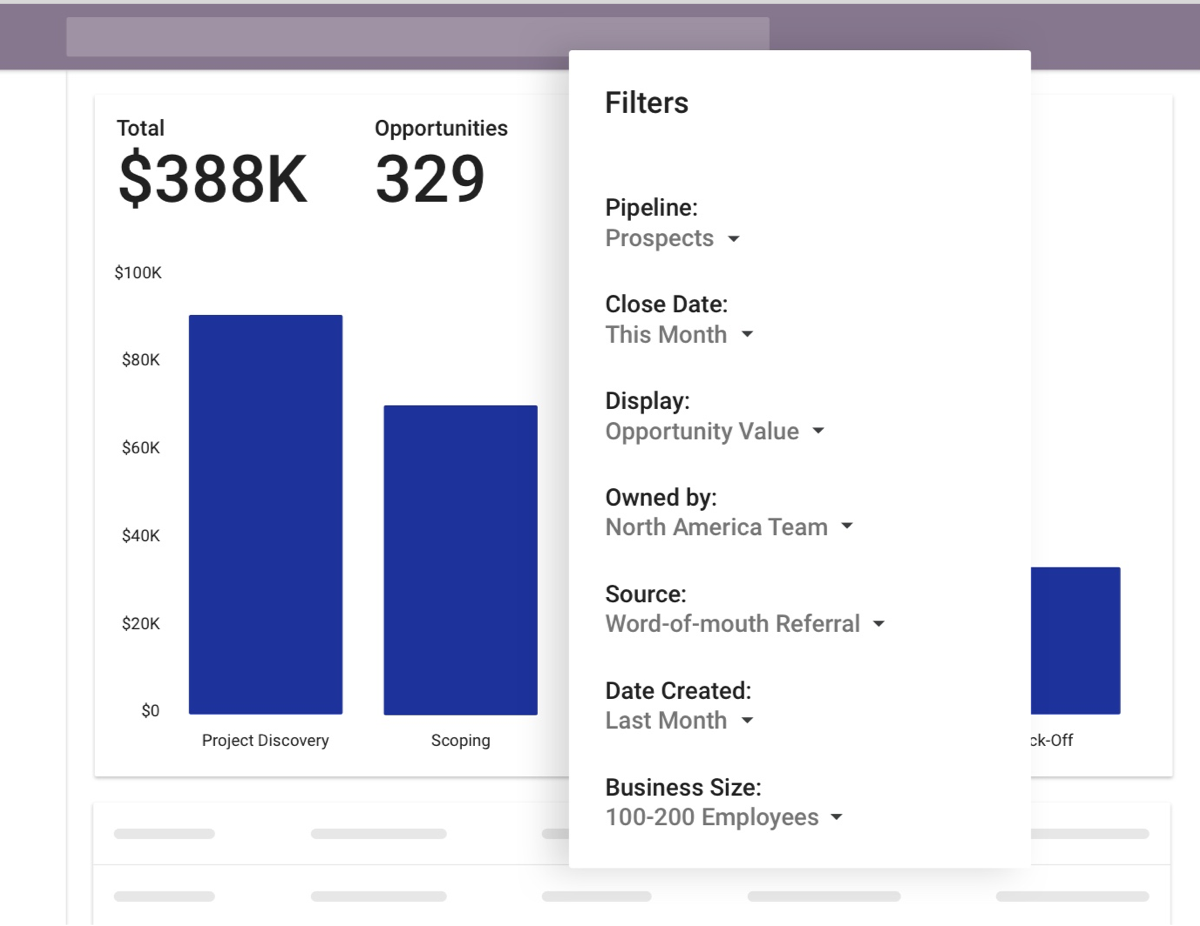 Total
$388K
Opportunities
329
$100K
$80K
$60K
$40K
$20K
$0
Project Discovery
Scoping
ck-Off
Filters
Pipeline:
Prospects
Close Date:
This Month
Display:
Opportunity Value
Owned by:
North America Team
Source:
Word-of-mouth Referral
Date Created:
Last Month
Business Size:
100-200 Employees